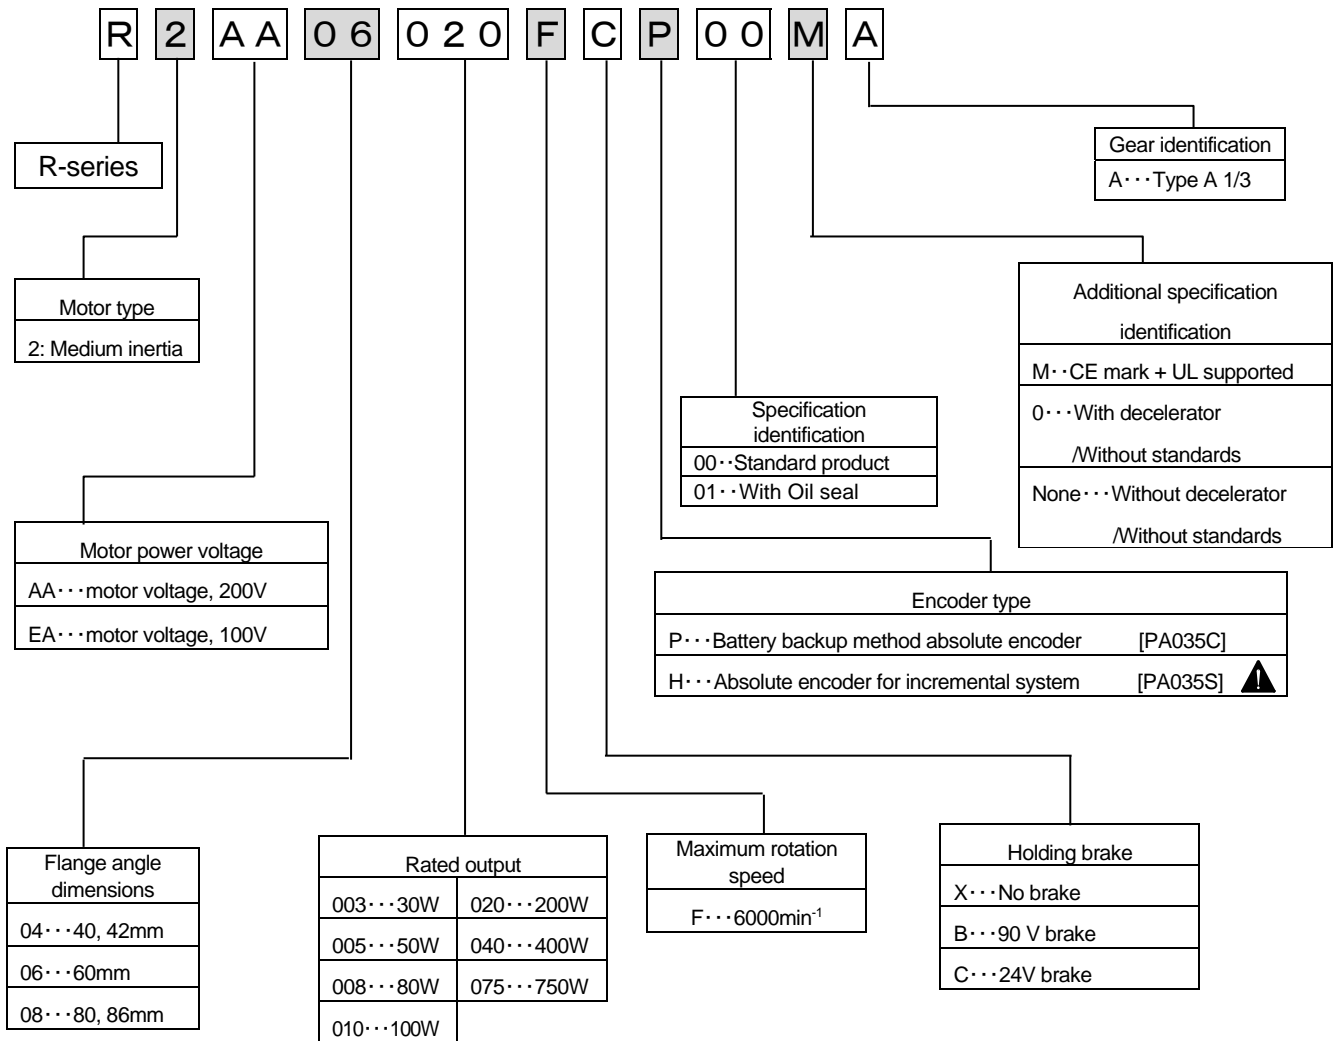 R 2 AA 06 020 F C P 00 M A
R-series
Gear identification
A···Type A 1/3
Motor type
2: Medium inertia
Additional specification
identification
M··CE mark + UL supported
0···With decelerator
/Without standards
None···Without decelerator
/Without standards
Specification
identification
00··Standard product
01··With Oil seal
Motor power voltage
AA···motor voltage, 200V
EA···motor voltage, 100V
Encoder type
P···Battery backup method absolute encoder [PA035C]
H···Absolute encoder for incremental system [PA035S]
Flange angle
dimensions
04···40, 42mm
06···60mm
08···80, 86mm
Rated output
003···30W 020···200W
005···50W 040···400W
008···80W 075···750W
010···100W
Maximum rotation
speed
F···6000min⁻¹
Holding brake
X···No brake
B···90 V brake
C···24V brake